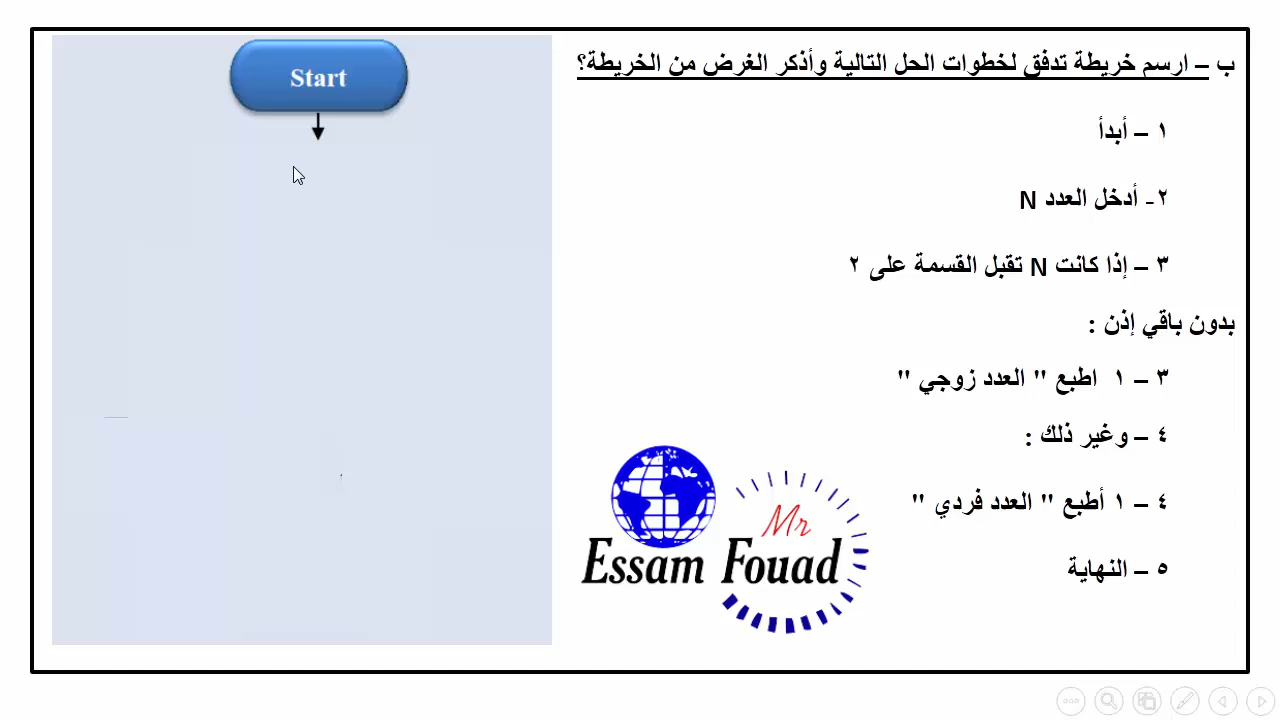 ب – ارسم خريطة تدفق لخطوات الحل التالية وأذكر الغرض من الخريطة؟
Start
١ – أبدأ
٢- أدخل العدد N
٣ – إذا كانت N تقبل القسمة على ٢
بدون باقي إذن :
٣ – ١ اطبع " العدد زوجي "
٤ – وغير ذلك :
٤ – ١ أطبع " العدد فردي "
٥ – النهاية
Mr
Essam Fouad